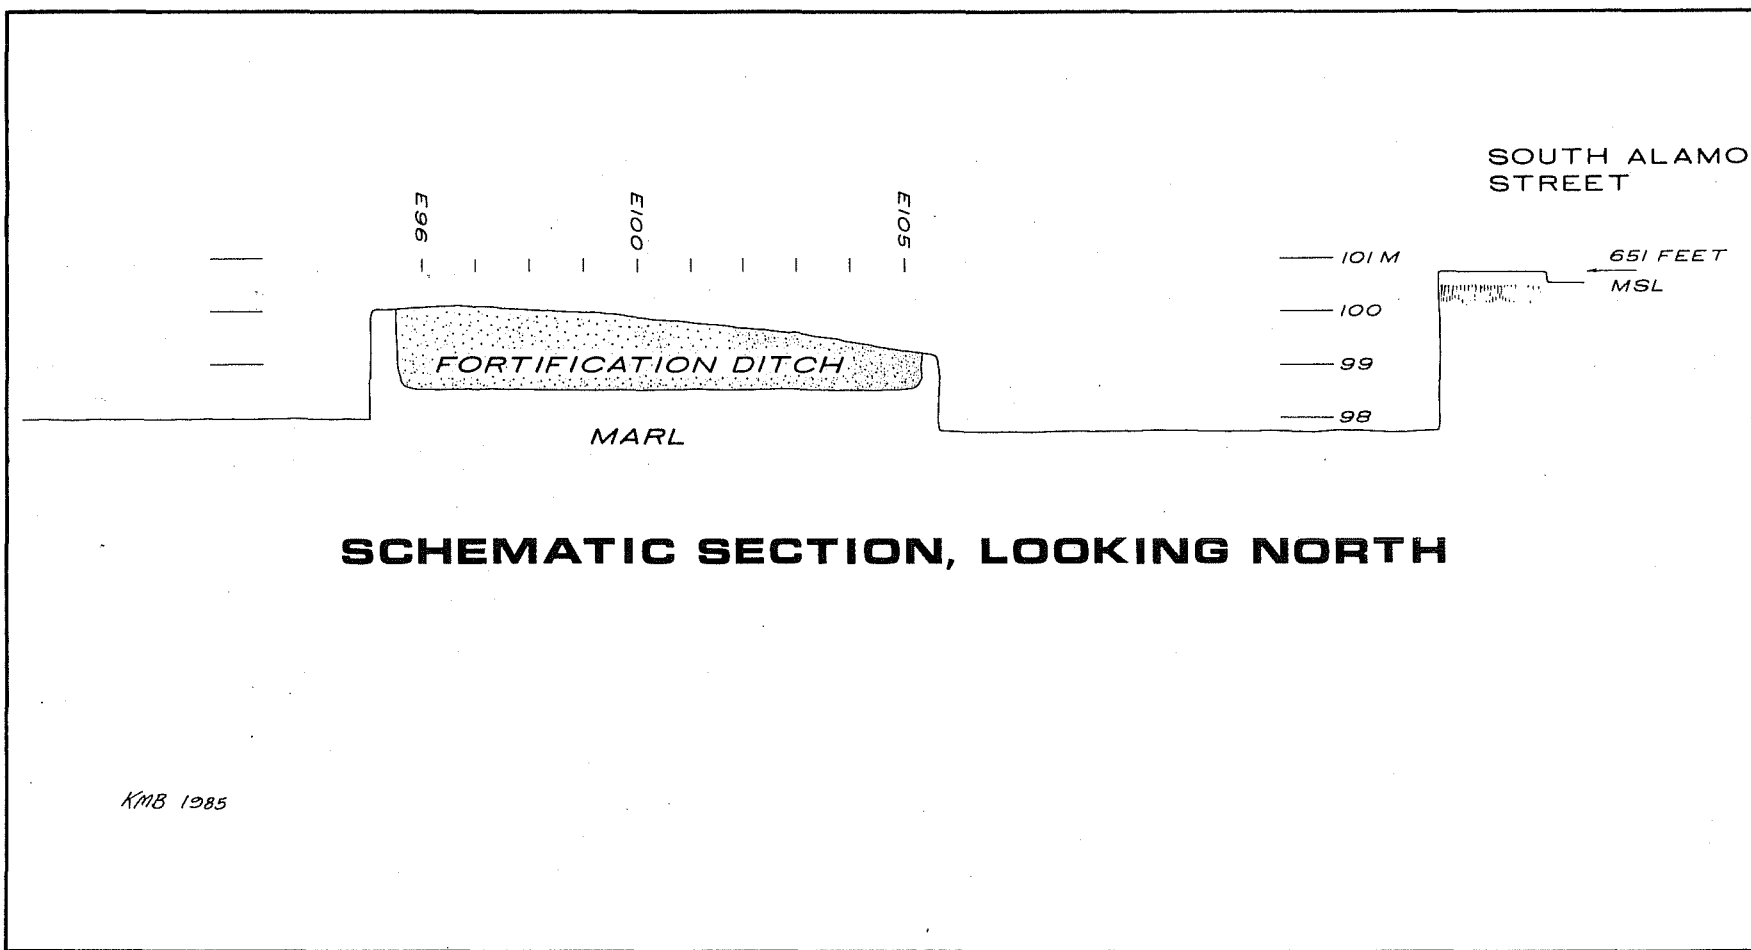 SOUTH ALAMO
STREET
E96
E100
E105
101 M
651 FEET
MSL
100
99
98
FORTIFICATION DITCH
MARL
SCHEMATIC SECTION, LOOKING NORTH
KMB 1985